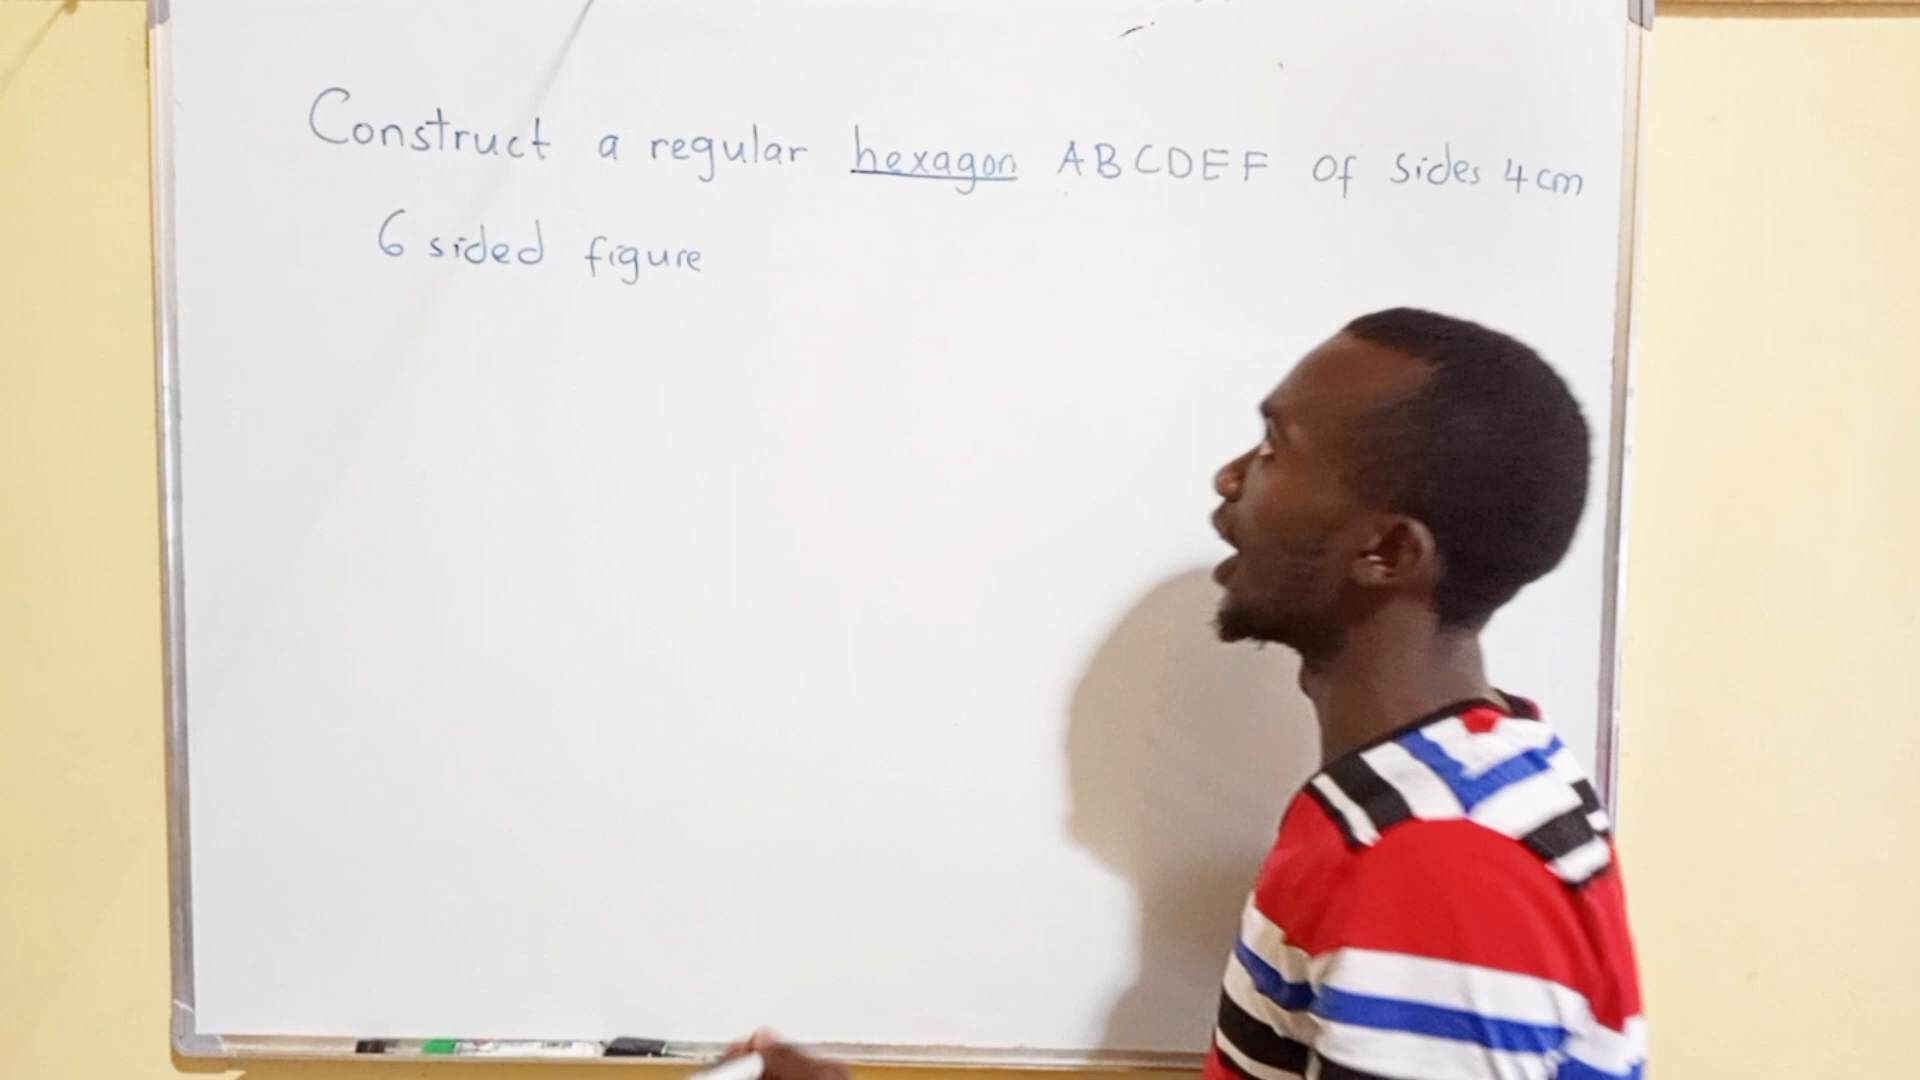 Construct a regular hexagon ABCDEF of sides 4cm
6 sided figure